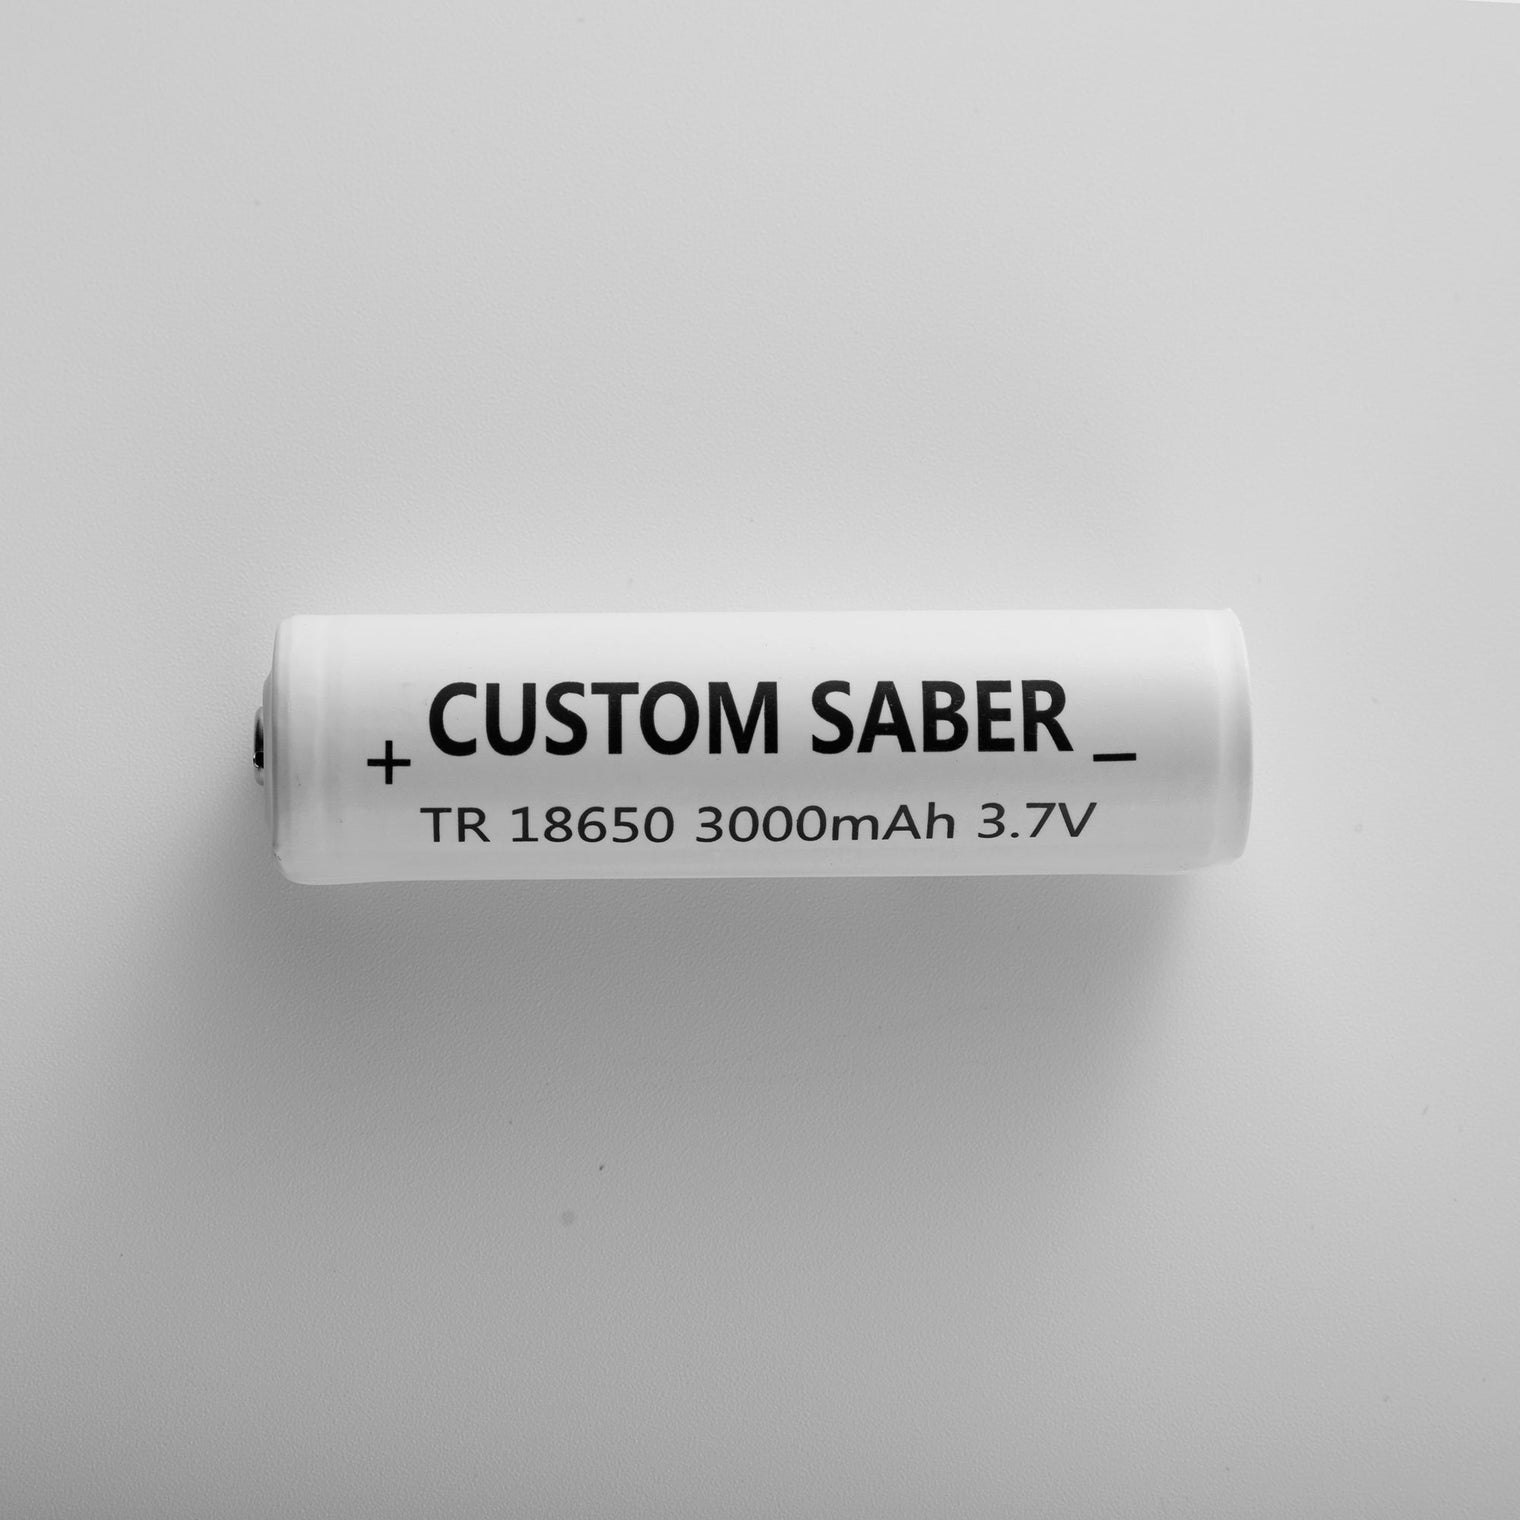 + CUSTOM SABER _
TR 18650 3000mAh 3.7V